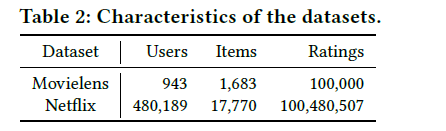 Table 2: Characteristics of the datasets.
Dataset Users Items Ratings
Movielens 943 1,683 100,000
Netflix 480,189 17,770 100,480,507